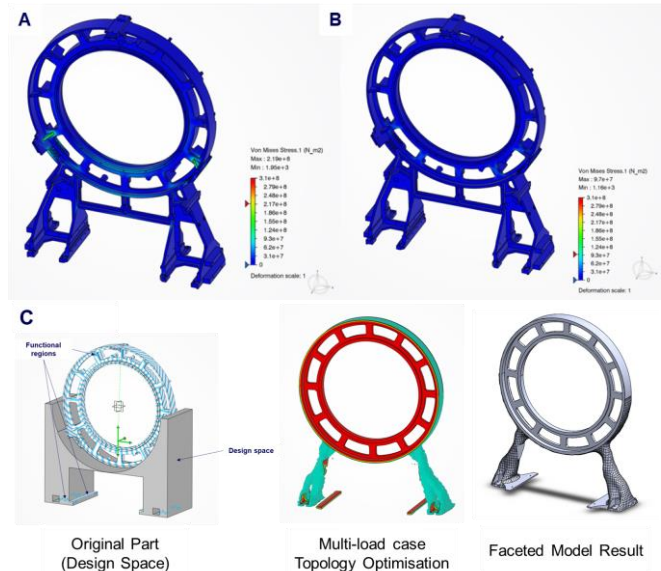 A
Von Mises Stress.1 (N_m2)
Max : 2.19e+8
Min : 1.95e+3
3.1e+8
2.79e+8
2.48e+8
2.17e+8
1.86e+8
1.55e+8
1.24e+8
9.3e+7
6.2e+7
3.1e+7
0
Deformation scale: 1
B
Von Mises Stress.1 (N_m2)
Max : 9.7e+7
Min : 1.16e+3
3.1e+8
2.79e+8
2.48e+8
2.17e+8
1.86e+8
1.55e+8
1.24e+8
9.3e+7
6.2e+7
3.1e+7
0
Deformation scale: 1
C
Functional
regions
Design space
Original Part
(Design Space)
Multi-load case
Topology Optimisation
Faceted Model Result